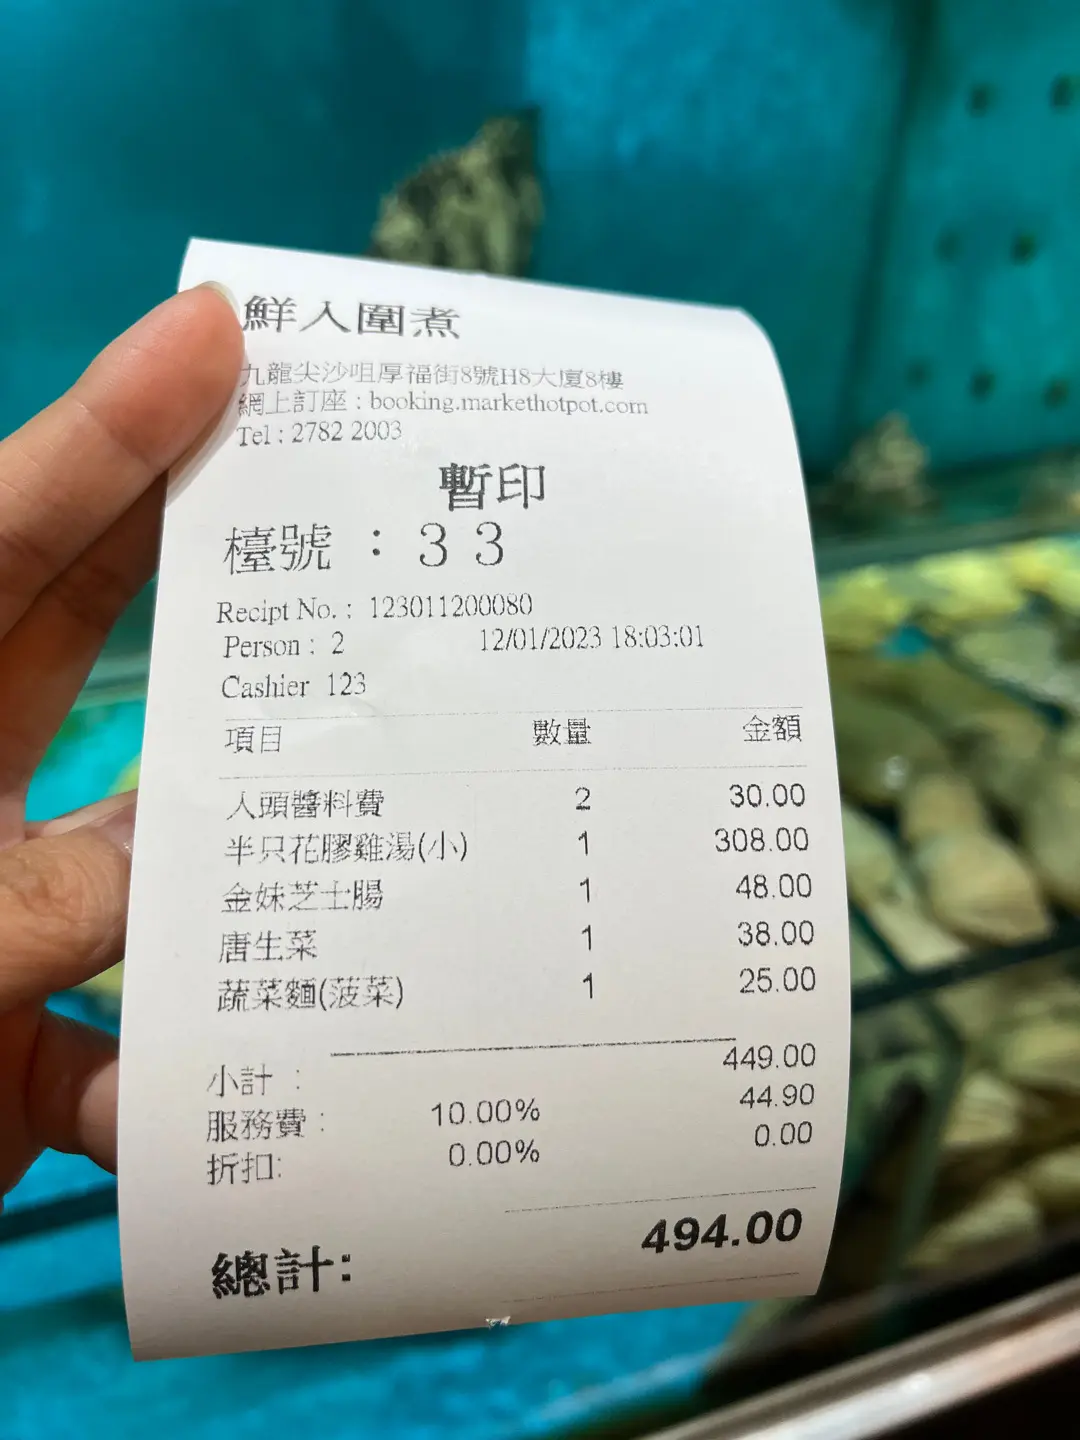 鮮入圍煮
九龍尖沙咀厚福街8號H8大廈8樓
網上訂座 : booking.markethotpot.com
Tel : 2782 2003
暫印
檯號 : 3 3
Recipt No. : 123011200080
Person : 2 12/01/2023 18:03:01
Cashier 123
項目 數量 金額
人頭醬料費 2 30.00
半只花膠雞湯(小) 1 308.00
金妹芝士腸 1 48.00
唐生菜 1 38.00
蔬菜麵(菠菜) 1 25.00
小計 : 449.00
服務費 : 10.00% 44.90
折扣: 0.00% 0.00
總計: 494.00